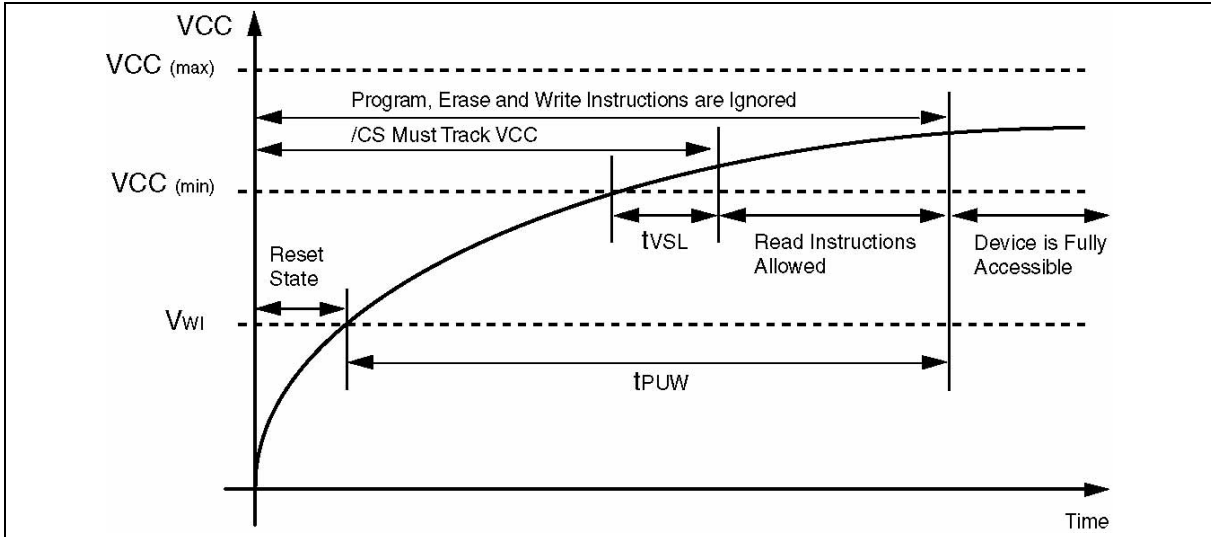 VCC
VCC (max)
Program, Erase and Write Instructions are Ignored
/CS Must Track VCC
VCC (min)
tVSL
Read Instructions
Allowed
Device is Fully
Accessible
Reset
State
VWI
tPUW
Time